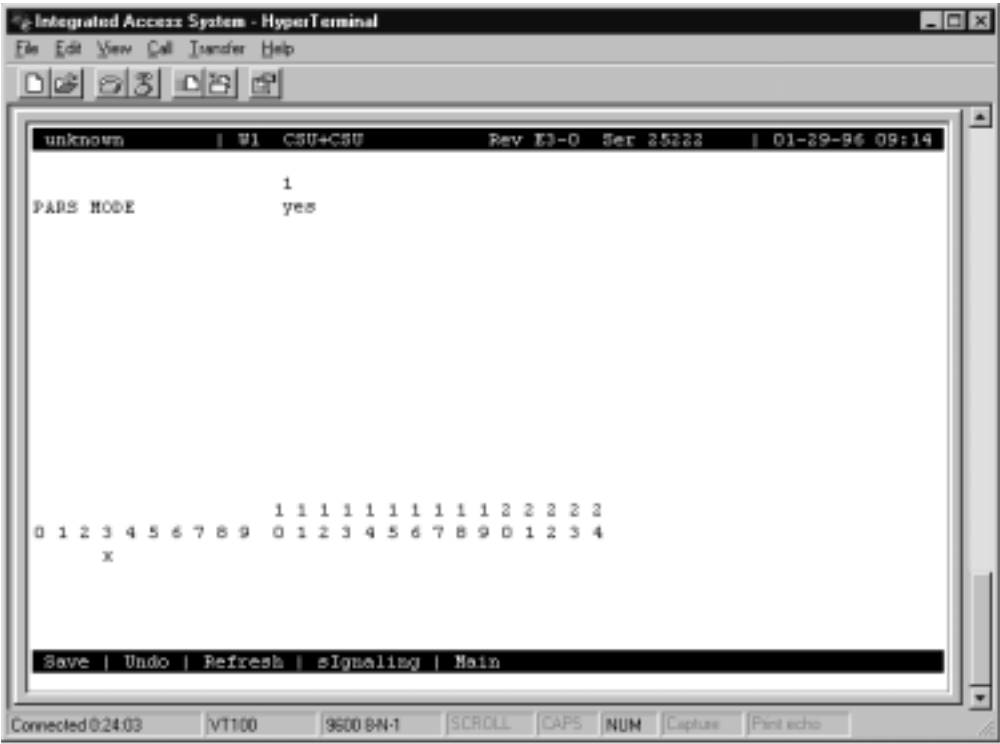 Integrated Access System - HyperTerminal
File Edit View Call Transfer Help
unknown | W1 CSU+CSU Rev E3-0 Ser 25222 | 01-29-96 09:14
1
PARS MODE yes
1 1 1 1 1 1 1 1 1 1 2 2 2 2 2
0 1 2 3 4 5 6 7 8 9 0 1 2 3 4 5 6 7 8 9 0 1 2 3 4
x
Save | Undo | Refresh | sIgnaling | Main
Connected 0:24:03 VT100 9600 8-N-1 SCROLL CAPS NUM Capture Print echo